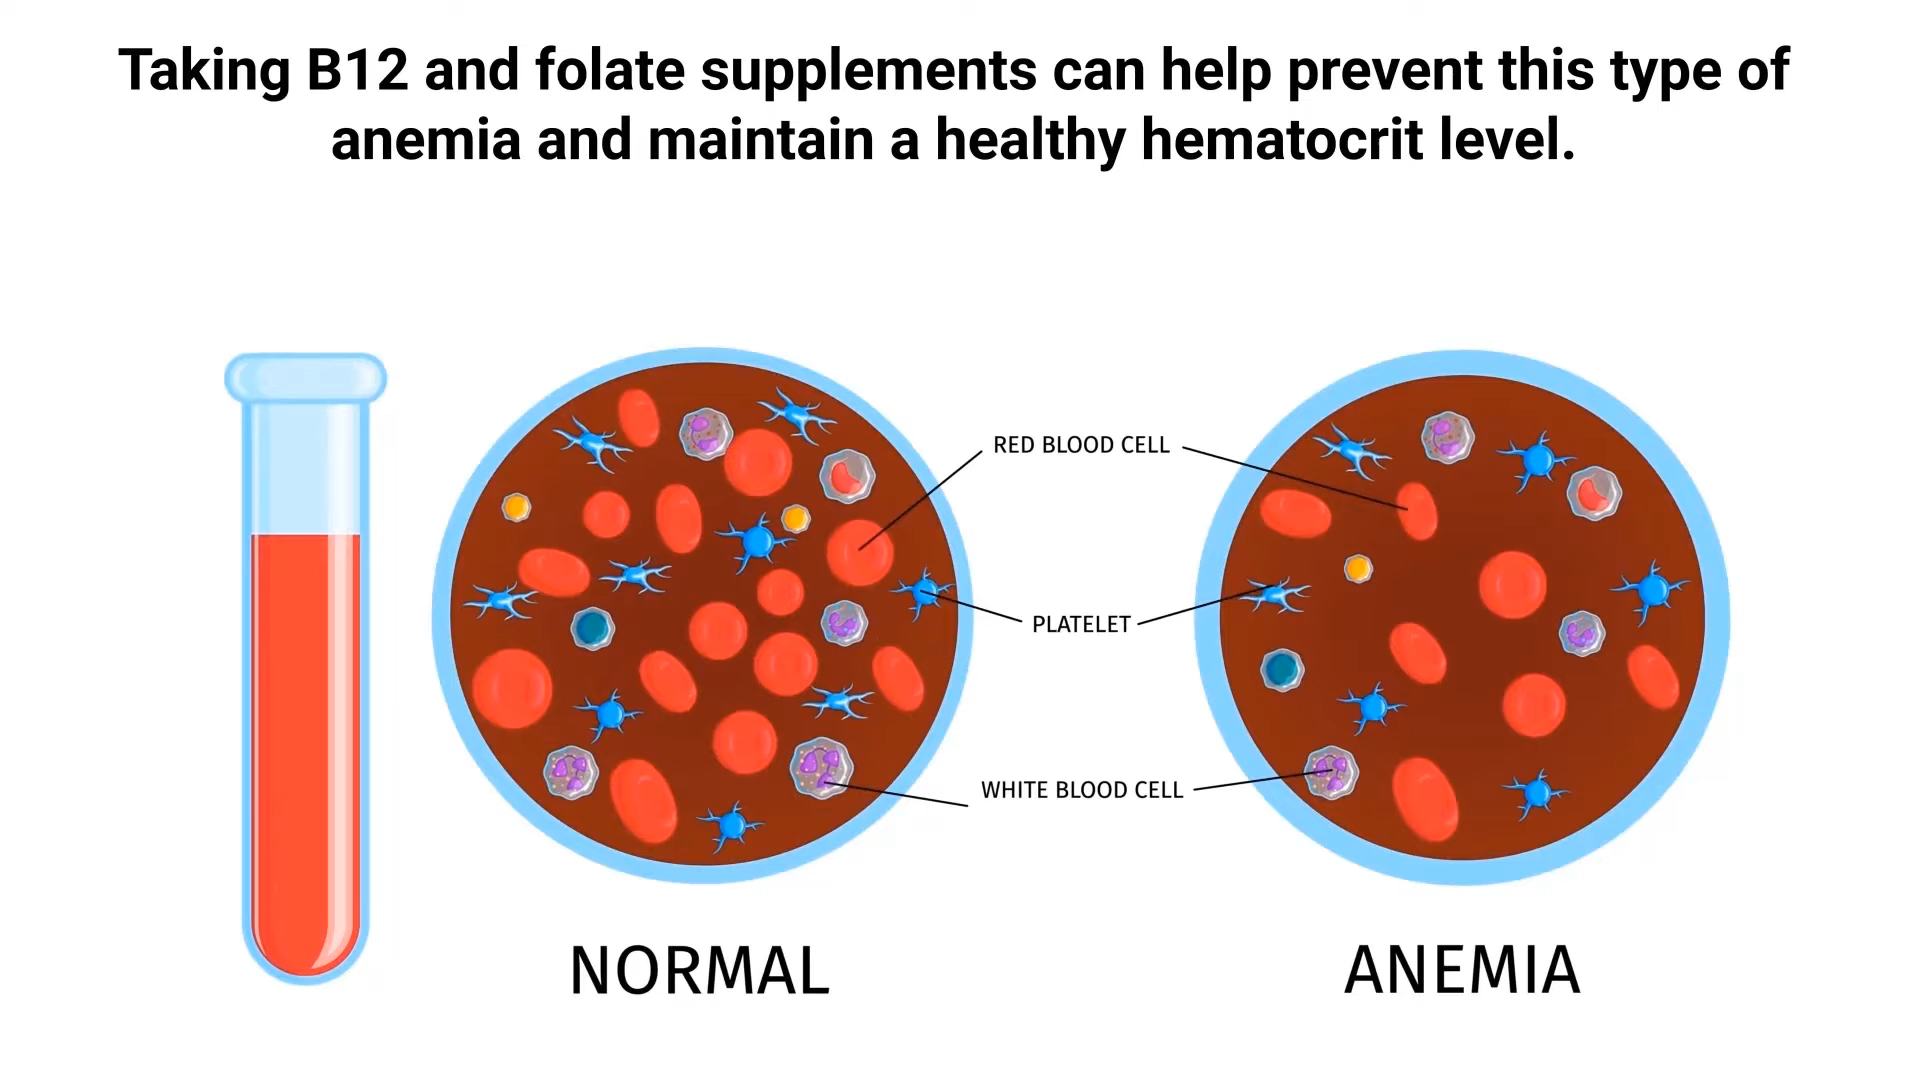 Taking B12 and folate supplements can help prevent this type of
anemia and maintain a healthy hematocrit level.
RED BLOOD CELL
PLATELET
WHITE BLOOD CELL
NORMAL
ANEMIA